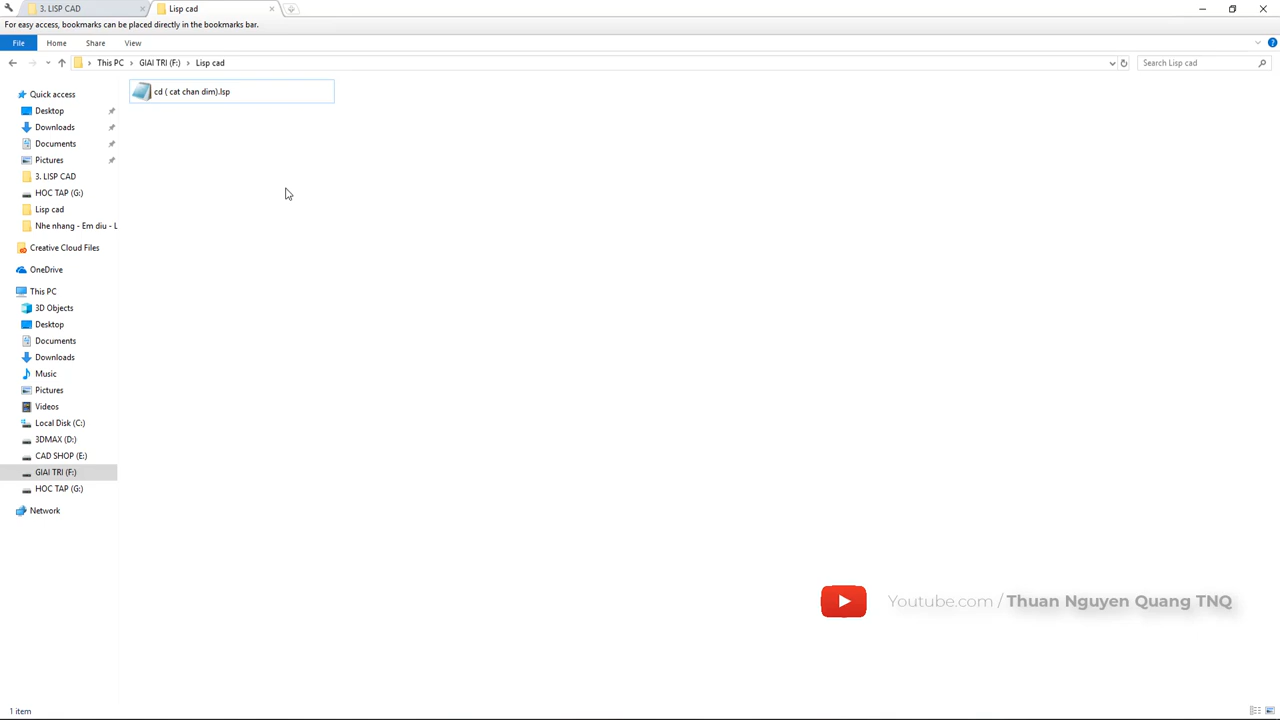 3. LISP CAD
Lisp cad
For easy access, bookmarks can be placed directly in the bookmarks bar.
File Home Share View
This PC GIAI TRI (F:) Lisp cad
Search Lisp cad
cd ( cat chan dim).lsp
Quick access
Desktop
Downloads
Documents
Pictures
3. LISP CAD
HOC TAP (G:)
Lisp cad
Nhe nhang - Em diu - L
Creative Cloud Files
OneDrive
This PC
3D Objects
Desktop
Documents
Downloads
Music
Pictures
Videos
Local Disk (C:)
3DMAX (D:)
CAD SHOP (E:)
GIAI TRI (F:)
HOC TAP (G:)
Network
Youtube.com / Thuan Nguyen Quang TNQ
1 item